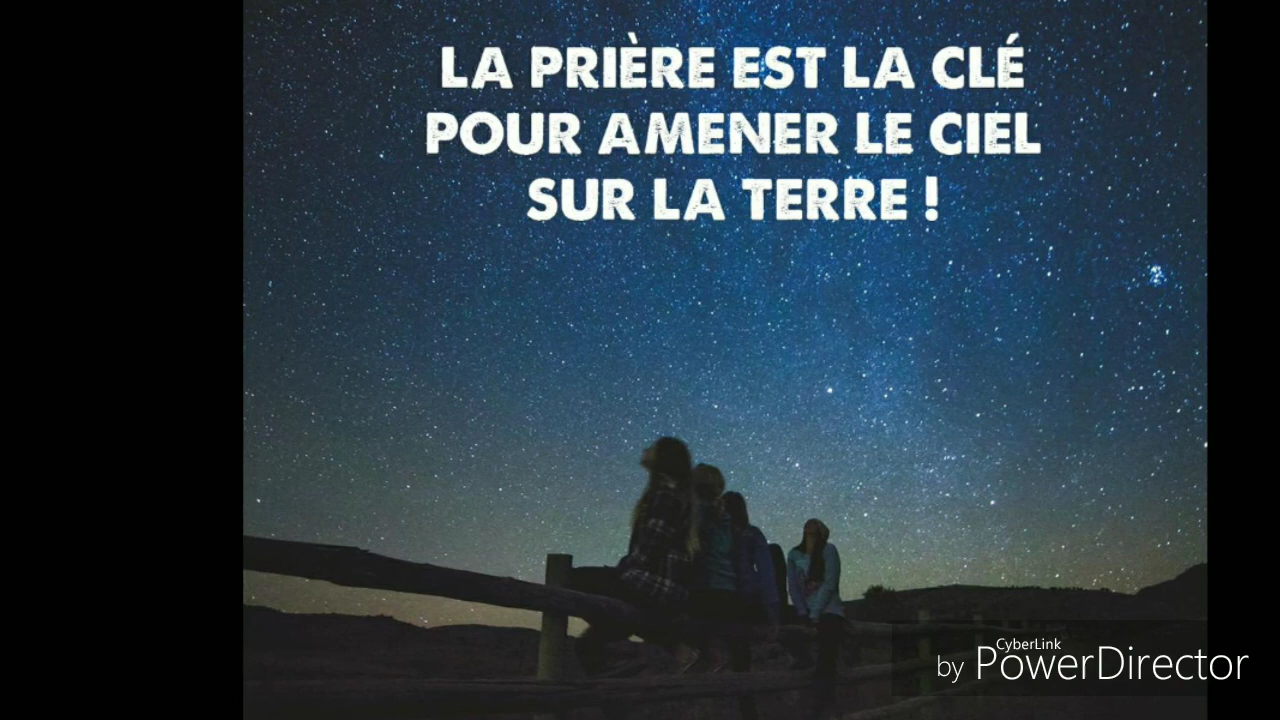 LA PRIÈRE EST LA CLÉ
POUR AMENER LE CIEL
SUR LA TERRE !
CyberLink
by PowerDirector